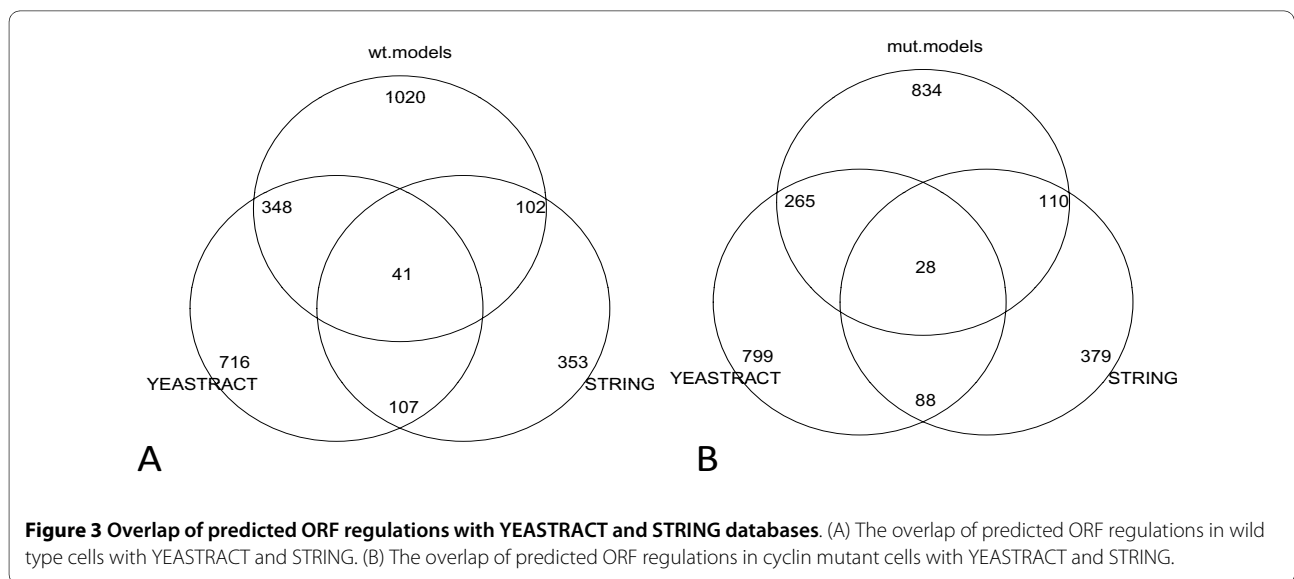 wt.models
1020
348
102
41
716
YEASTRACT
353
STRING
107
A
mut.models
834
265
110
28
799
YEASTRACT
379
STRING
88
B
Figure 3 Overlap of predicted ORF regulations with YEASTRACT and STRING databases. (A) The overlap of predicted ORF regulations in wild
type cells with YEASTRACT and STRING. (B) The overlap of predicted ORF regulations in cyclin mutant cells with YEASTRACT and STRING.